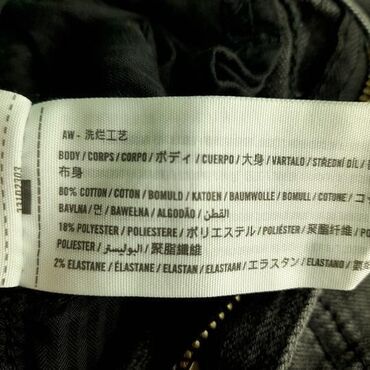 AW - 洗烂工艺
BODY / CORPS / CORPO / ボディ / CUERPO / 大身 / VARTALO / STŘEDNÍ DÍL /
布身
80% COTTON / COTON / BOMULD / KATOEN / BAUMWOLLE / BOMULL / COTONE /
BAVLNA / 면 / BAWEŁNA / ALGODÃO / القطن
18% POLYESTER / POLIESTERE / ポリエステル / POLIÉSTER / 聚脂纤维 /
POLIESTER / البوليستر / 聚脂纖維
2% ELASTANE / ÉLASTANE / ELASTAN / ELASTAAN / エラスタン / ELASTANO /